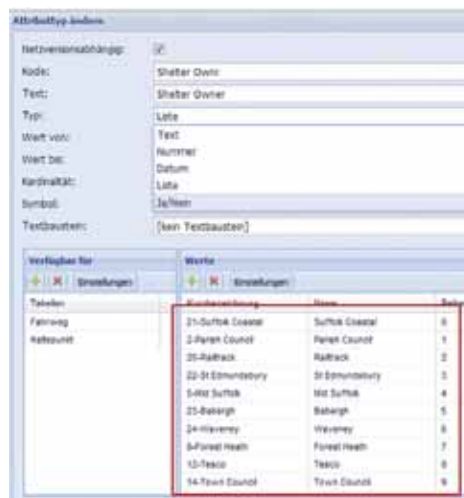 Attributtyp ändern
Netzversionsabhängig:
Kode: Shelter Ownr
Text: Shelter Owner
Typ: Liste
Wert von: Text
Nummer
Wert bis: Datum
Kardinalität: Liste
Symbol: Ja/Nein
Textbaustein: [kein Textbaustein]
Verfügbar für Werte
Einstellungen Einstellungen
Tabellen Name
Fahrweg 21-Suffolk Coastal Suffolk Coastal 0
Haltepunkt 2-Parish Council Parish Council 1
20-Railtrack Railtrack 2
22-St Edmundsbury St Edmundsbury 3
5-Mid Suffolk Mid Suffolk 4
23-Babergh Babergh 5
24-Waveney Waveney 6
8-Forest Heath Forest Heath 7
12-Tesco Tesco 8
14-Town Council Town Council 9